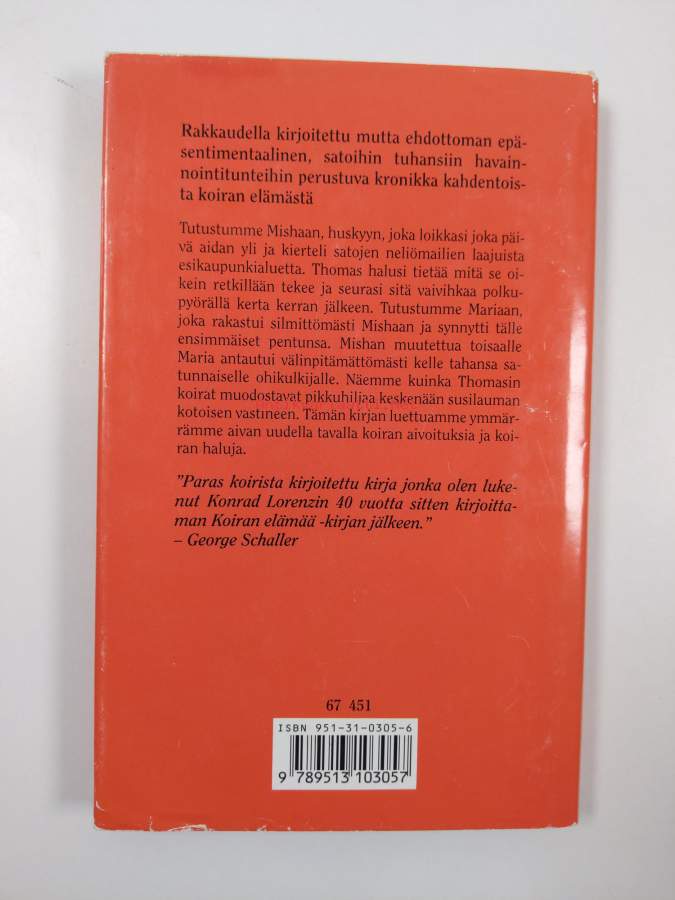 Rakkaudella kirjoitettu mutta ehdottoman epä-
sentimentaalinen, satoihin tuhansiin havain-
nointitunteihin perustuva kronikka kahdentois-
ta koiran elämästä
Tutustumme Mishaan, huskyyn, joka loikkasi joka päi-
vä aidan yli ja kierteli satojen neliömailien laajuista
esikaupunkialuetta. Thomas halusi tietää mitä se oi-
kein retkillään tekee ja seurasi sitä vaivihkaa polku-
pyörällä kerta kerran jälkeen. Tutustumme Mariaan,
joka rakastui silmittömästi Mishaan ja synnytti tälle
ensimmäiset pentunsa. Mishan muutettua toisaalle
Maria antautui välinpitämättömästi kelle tahansa sa-
tunnaiselle ohikulkijalle. Näemme kuinka Thomasin
koirat muodostavat pikkuhiljaa keskenään susilauman
kotoisen vastineen. Tämän kirjan luettuamme ymmär-
rämme aivan uudella tavalla koiran aivoituksia ja koi-
ran haluja.
”Paras koirista kirjoitettu kirja jonka olen luke-
nut Konrad Lorenzin 40 vuotta sitten kirjoitta-
man Koiran elämää -kirjan jälkeen.”
– George Schaller
67 451
ISBN 951-31-0305-6
9 789513 103057